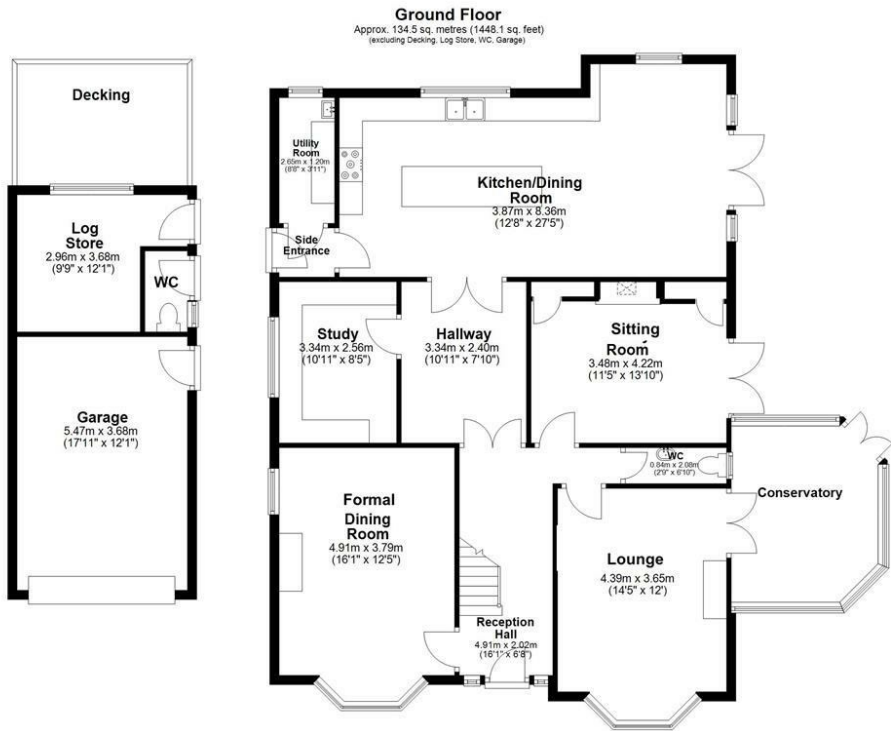 Ground Floor
Approx. 134.5 sq. metres (1448.1 sq. feet)
(excluding Decking, Log Store, WC, Garage)
Decking
Log
Store
2.96m x 3.68m
(9'9" x 12'1")
WC
Garage
5.47m x 3.68m
(17'11" x 12'1")
Utility
Room
2.65m x 1.20m
(8'8" x 3'11")
Side
Entrance
Kitchen/Dining
Room
3.87m x 8.36m
(12'8" x 27'5")
Study
3.34m x 2.56m
(10'11" x 8'5")
Hallway
3.34m x 2.40m
(10'11" x 7'10")
Sitting
Room
3.48m x 4.22m
(11'5" x 13'10")
WC
0.84m x 2.08m
(2'9" x 6'10")
Conservatory
Formal
Dining
Room
4.91m x 3.79m
(16'1" x 12'5")
Lounge
4.39m x 3.65m
(14'5" x 12')
Reception
Hall
4.91m x 2.02m
(16'1" x 6'8")